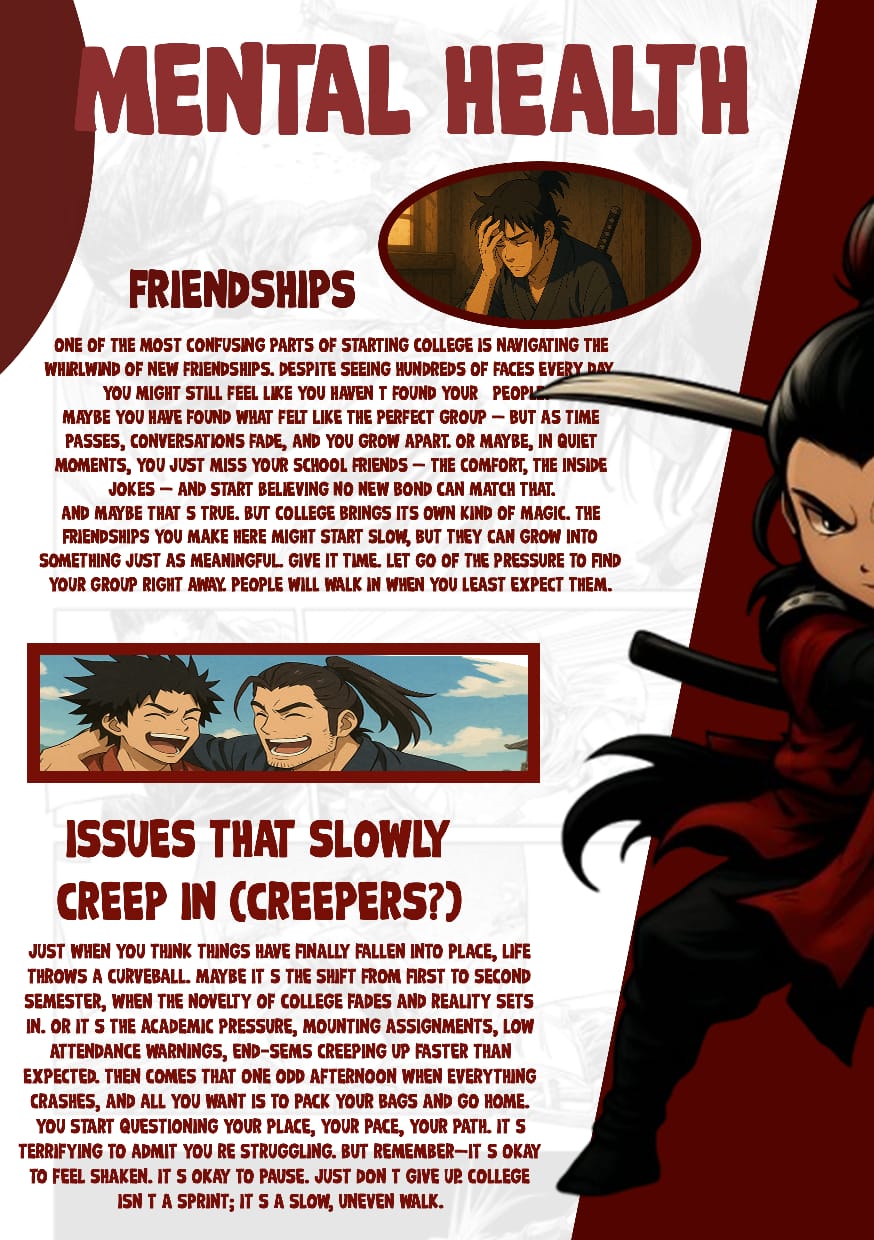 MENTAL HEALTH
FRIENDSHIPS
ONE OF THE MOST CONFUSING PARTS OF STARTING COLLEGE IS NAVIGATING THE
WHIRLWIND OF NEW FRIENDSHIPS. DESPITE SEEING HUNDREDS OF FACES EVERY DAY
YOU MIGHT STILL FEEL LIKE YOU HAVEN T FOUND YOUR PEOPLE.
MAYBE YOU HAVE FOUND WHAT FELT LIKE THE PERFECT GROUP – BUT AS TIME
PASSES, CONVERSATIONS FADE, AND YOU GROW APART. OR MAYBE, IN QUIET
MOMENTS, YOU JUST MISS YOUR SCHOOL FRIENDS – THE COMFORT, THE INSIDE
JOKES – AND START BELIEVING NO NEW BOND CAN MATCH THAT.
AND MAYBE THAT S TRUE. BUT COLLEGE BRINGS ITS OWN KIND OF MAGIC. THE
FRIENDSHIPS YOU MAKE HERE MIGHT START SLOW, BUT THEY CAN GROW INTO
SOMETHING JUST AS MEANINGFUL. GIVE IT TIME. LET GO OF THE PRESSURE TO FIND
YOUR GROUP RIGHT AWAY. PEOPLE WILL WALK IN WHEN YOU LEAST EXPECT THEM.
ISSUES THAT SLOWLY
CREEP IN (CREEPERS?)
JUST WHEN YOU THINK THINGS HAVE FINALLY FALLEN INTO PLACE, LIFE
THROWS A CURVEBALL. MAYBE IT S THE SHIFT FROM FIRST TO SECOND
SEMESTER, WHEN THE NOVELTY OF COLLEGE FADES AND REALITY SETS
IN. OR IT S THE ACADEMIC PRESSURE, MOUNTING ASSIGNMENTS, LOW
ATTENDANCE WARNINGS, END-SEMS CREEPING UP FASTER THAN
EXPECTED. THEN COMES THAT ONE ODD AFTERNOON WHEN EVERYTHING
CRASHES, AND ALL YOU WANT IS TO PACK YOUR BAGS AND GO HOME.
YOU START QUESTIONING YOUR PLACE, YOUR PACE, YOUR PATH. IT S
TERRIFYING TO ADMIT YOU RE STRUGGLING. BUT REMEMBER–IT S OKAY
TO FEEL SHAKEN. IT S OKAY TO PAUSE. JUST DON T GIVE UP. COLLEGE
ISN T A SPRINT; IT S A SLOW, UNEVEN WALK.